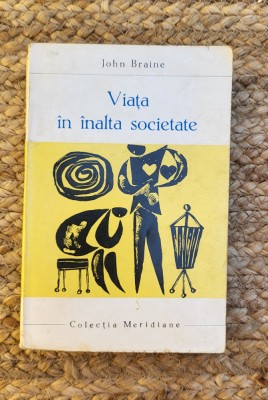 John Braine
Viața
în înalta societate
Colecția Meridiane